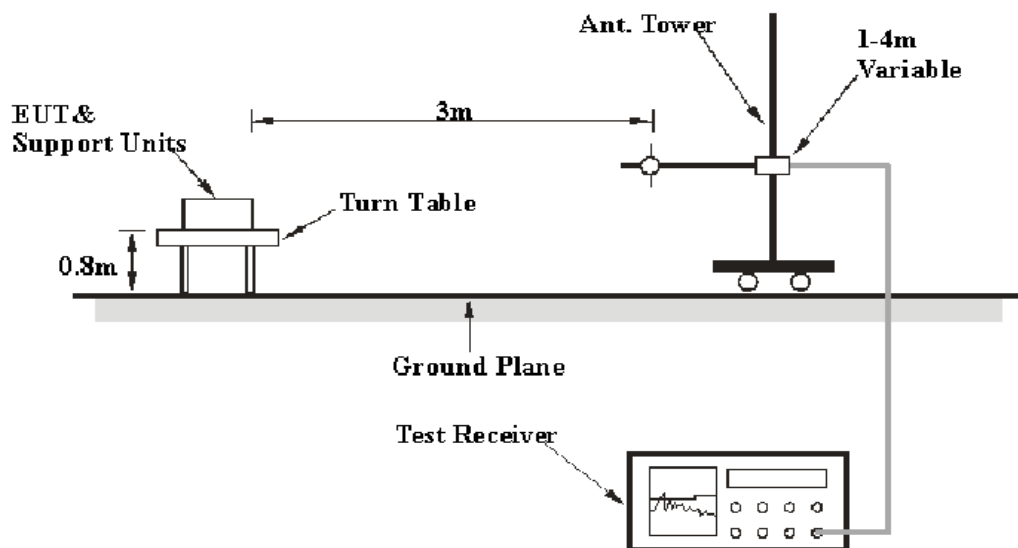 Ant. Tower
1-4m
Variable
3m
EUT&
Support Units
Turn Table
0.8m
Ground Plane
Test Receiver